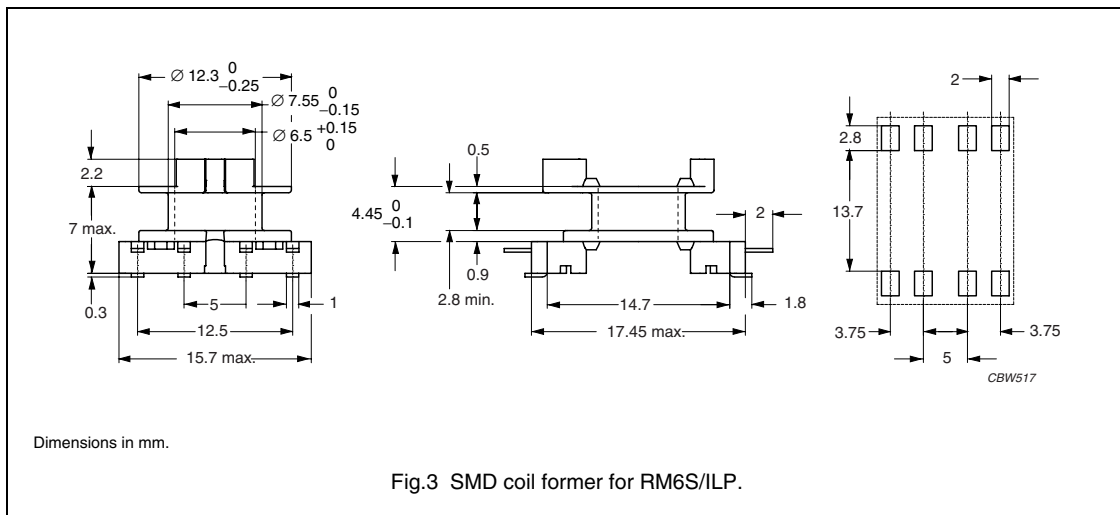 ∅ 12.3 0 −0.25
∅ 7.55 0 −0.15
∅ 6.5 +0.15 0
2.2
7 max.
0.3
5
1
12.5
15.7 max.
0.5
4.45 0 −0.1
2
0.9
2.8 min.
14.7
1.8
17.45 max.
2
2.8
13.7
3.75
3.75
5
CBW517
Dimensions in mm.
Fig.3 SMD coil former for RM6S/ILP.